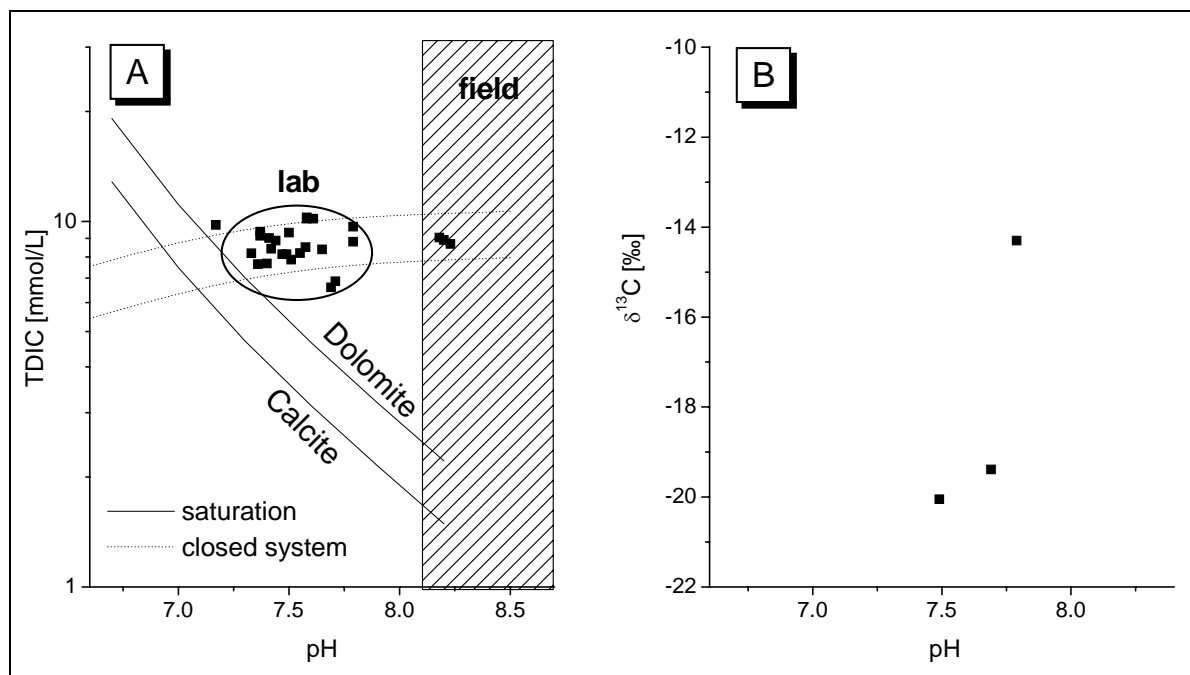 A
field
lab
Dolomite
Calcite
saturation
closed system
TDIC [mmol/L]
10
1
7.0 7.5 8.0 8.5
pH
B
δ¹³C [‰]
-10
-12
-14
-16
-18
-20
-22
7.0 7.5 8.0
pH